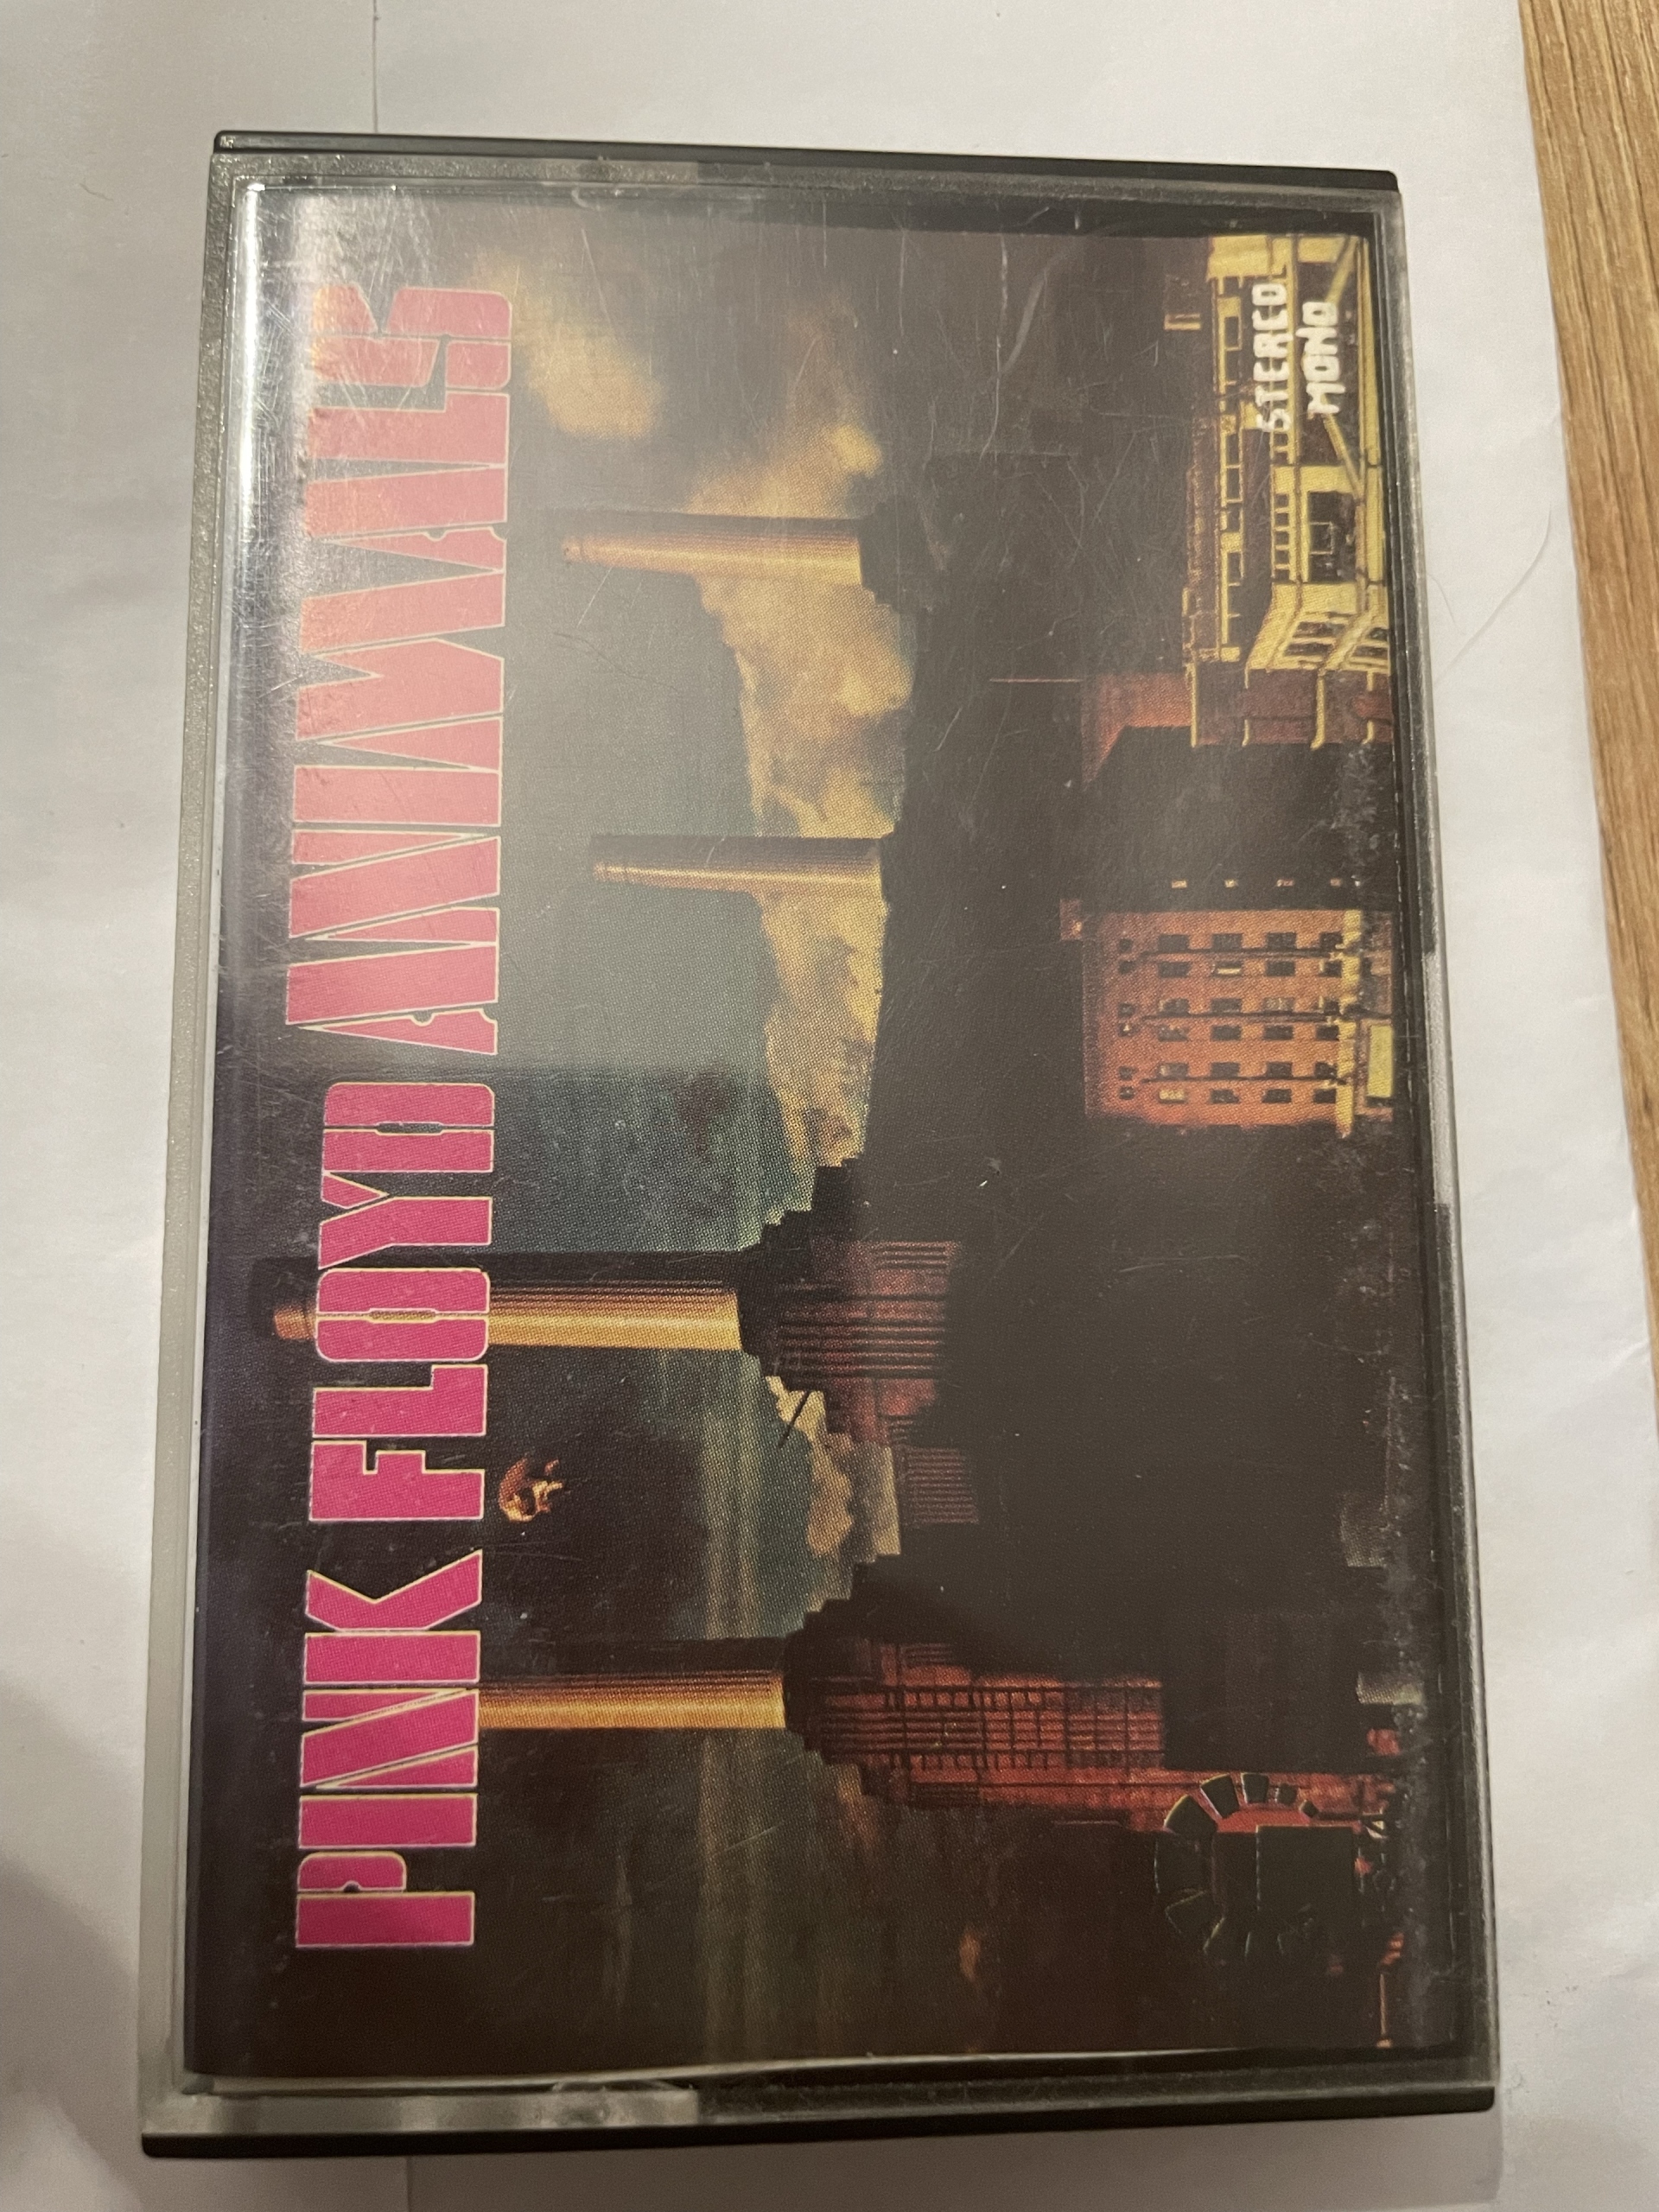 PINK FLOYD ANIMALS
STEREO
MONO